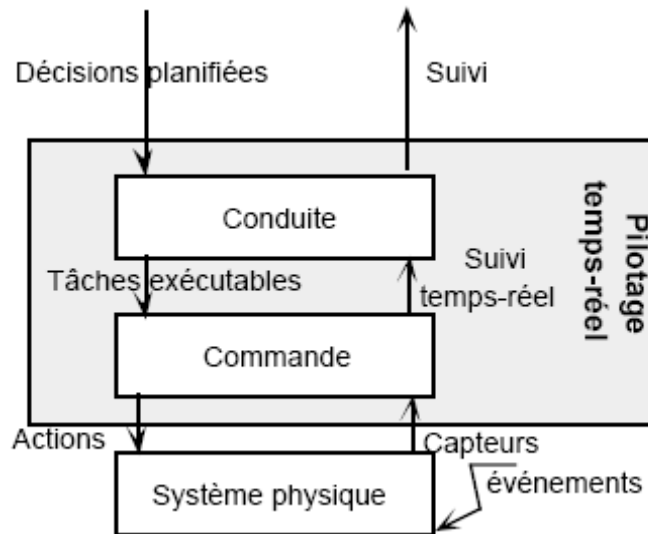 Décisions planifiées
Suivi
Conduite
Pilotage
temps-réel
Tâches exécutables
Suivi
temps-réel
Commande
Actions
Capteurs
événements
Système physique